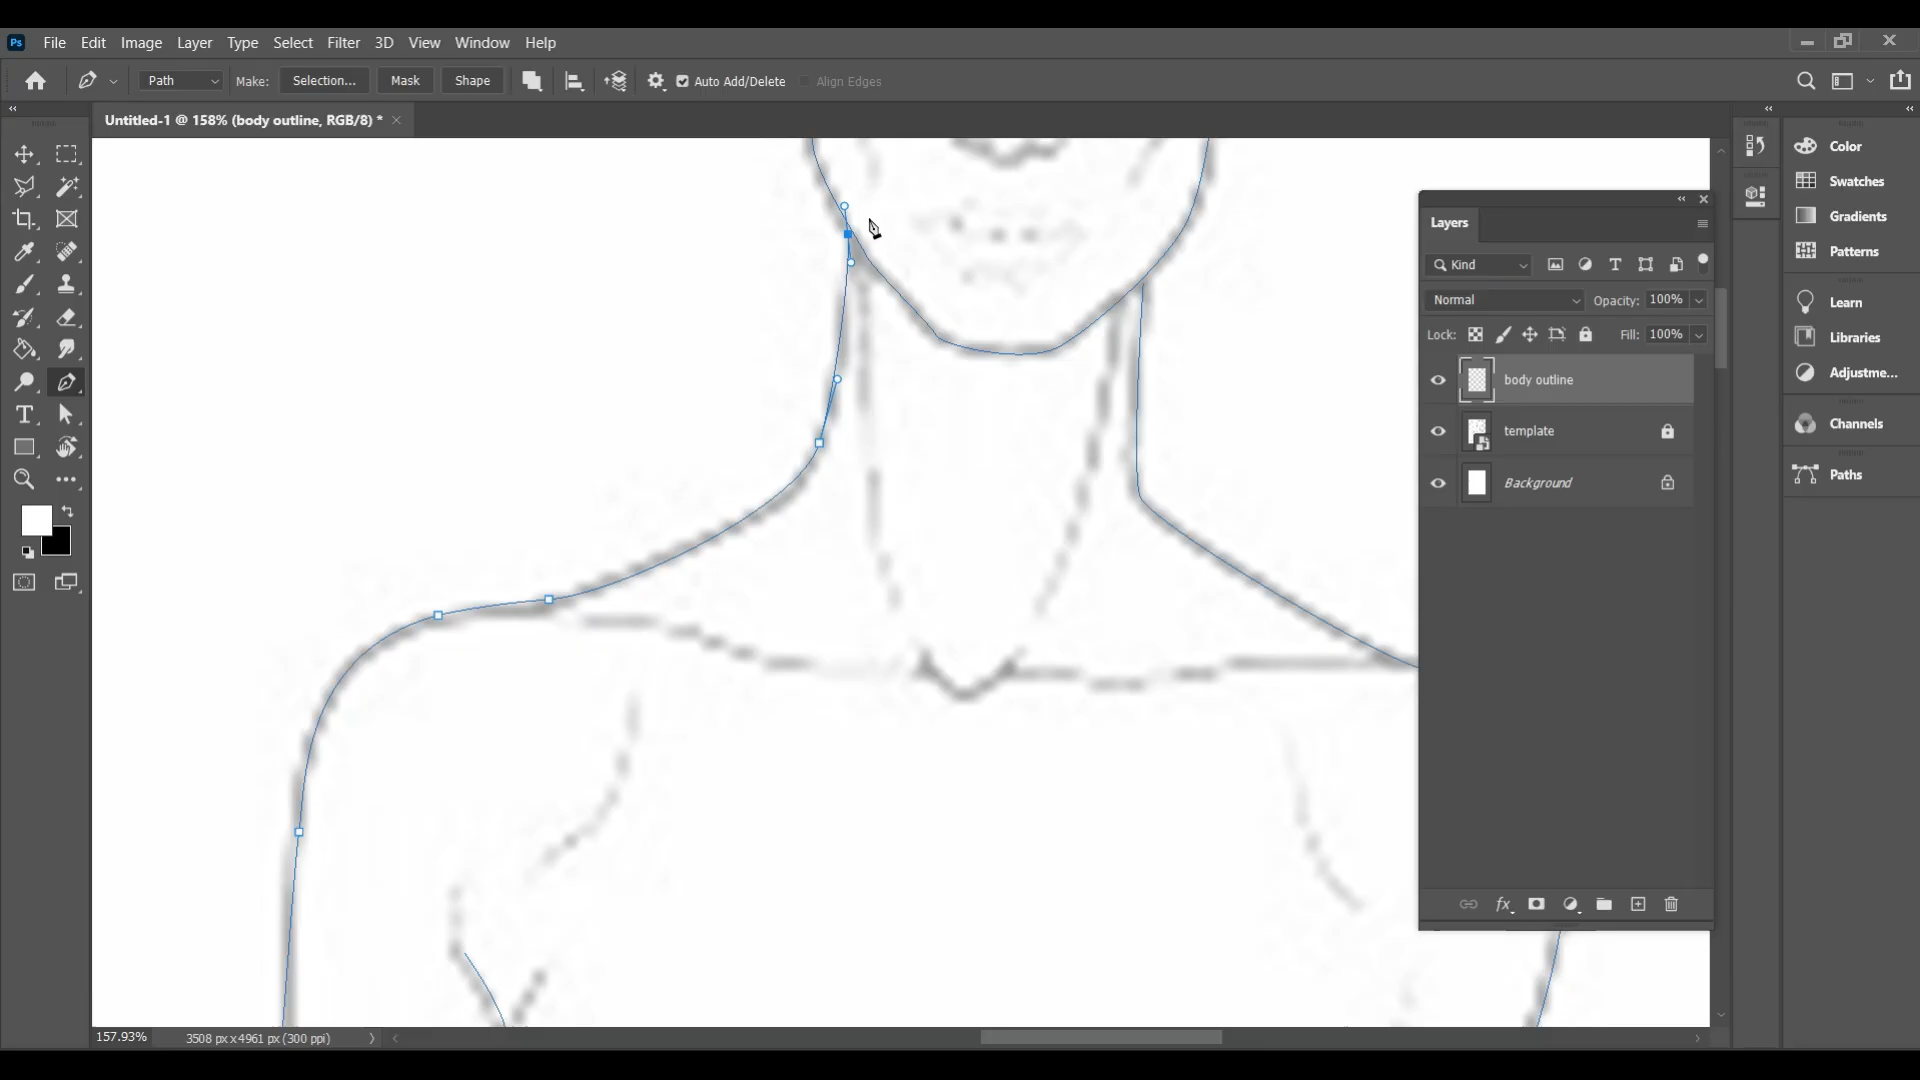 Ps File Edit Image Layer Type Select Filter 3D View Window Help
Path Make: Selection... Mask Shape Auto Add/Delete Align Edges
Untitled-1 @ 158% (body outline, RGB/8) *
Color
Swatches
Gradients
Patterns
Learn
Libraries
Adjustme...
Channels
Paths
Layers
Kind
Normal Opacity: 100%
Lock: Fill: 100%
body outline
template
Background
fx
157.93% 3508 px x 4961 px (300 ppi)